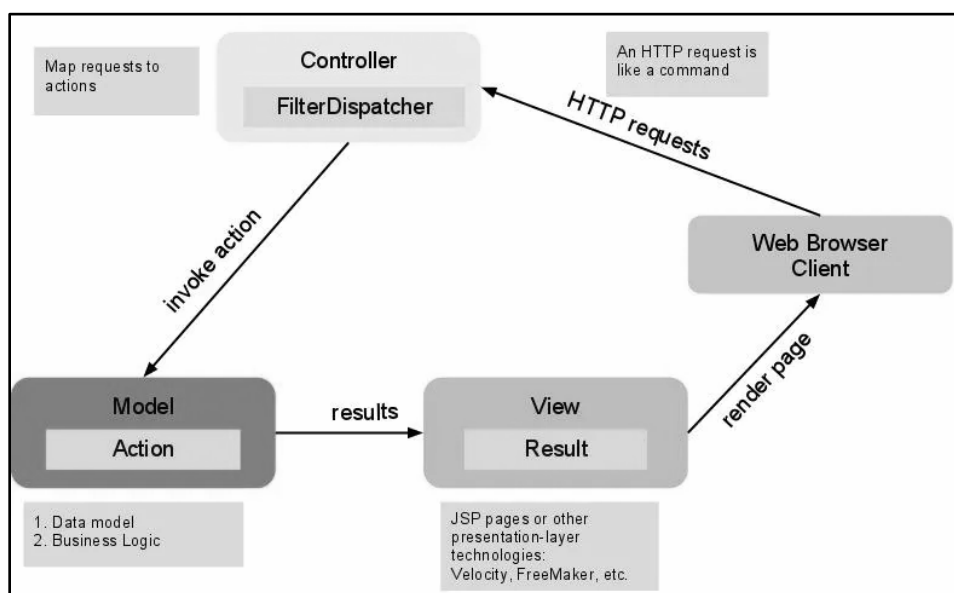 Map requests to
actions
Controller
FilterDispatcher
An HTTP request is
like a command
HTTP requests
invoke action
Web Browser
Client
Model
Action
results
View
Result
render page
1. Data model
2. Business Logic
JSP pages or other
presentation-layer
technologies:
Velocity, FreeMaker, etc.